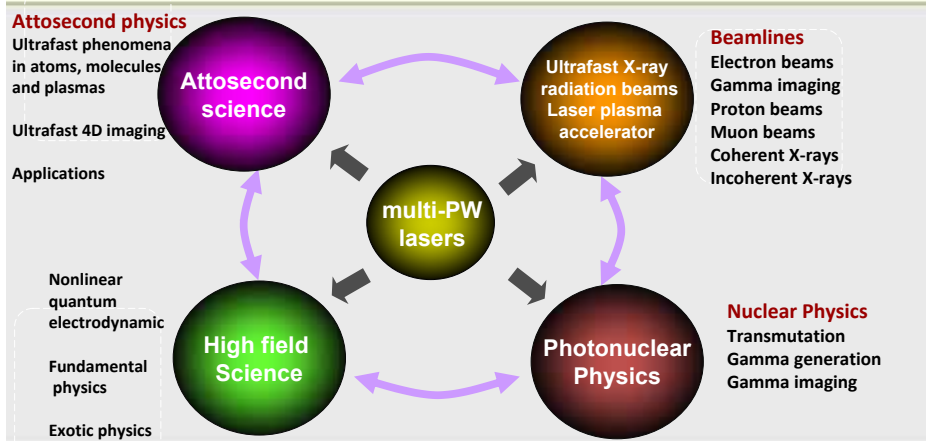 Attosecond physics
Ultrafast phenomena
in atoms, molecules
and plasmas
Ultrafast 4D imaging
Applications
Attosecond
science
Ultrafast X-ray
radiation beams
Laser plasma
accelerator
Beamlines
Electron beams
Gamma imaging
Proton beams
Muon beams
Coherent X-rays
Incoherent X-rays
multi-PW
lasers
Nonlinear
quantum
electrodynamic
Fundamental
physics
Exotic physics
High field
Science
Photonuclear
Physics
Nuclear Physics
Transmutation
Gamma generation
Gamma imaging